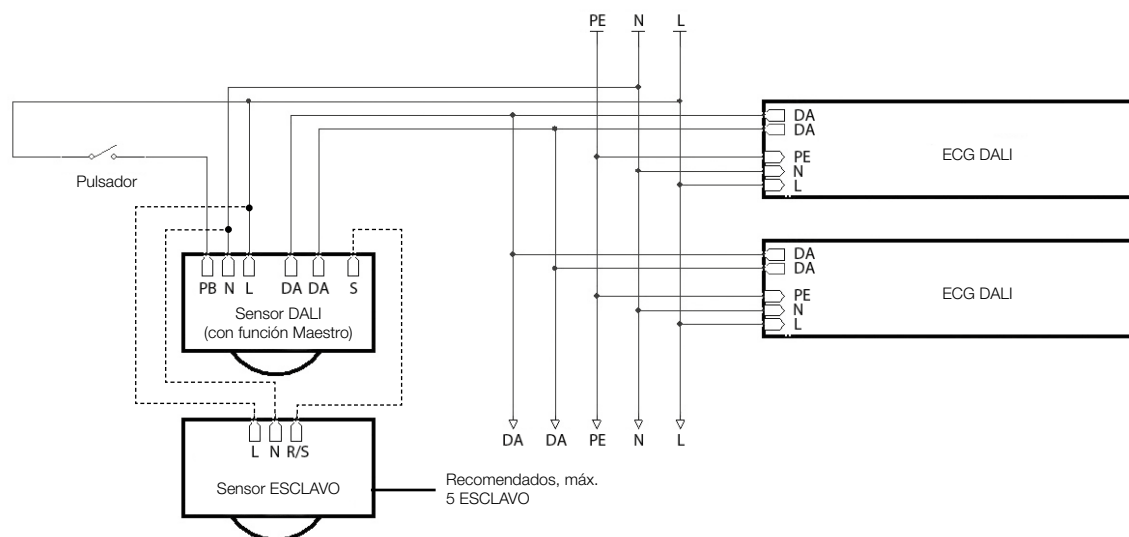 PE N L
DA
DA
PE
N
L
ECG DALI
Pulsador
DA
DA
PE
N
L
ECG DALI
PB N L DA DA S
Sensor DALI
(con función Maestro)
DA DA PE N L
L N R/S
Sensor ESCLAVO
Recomendados, máx.
5 ESCLAVO